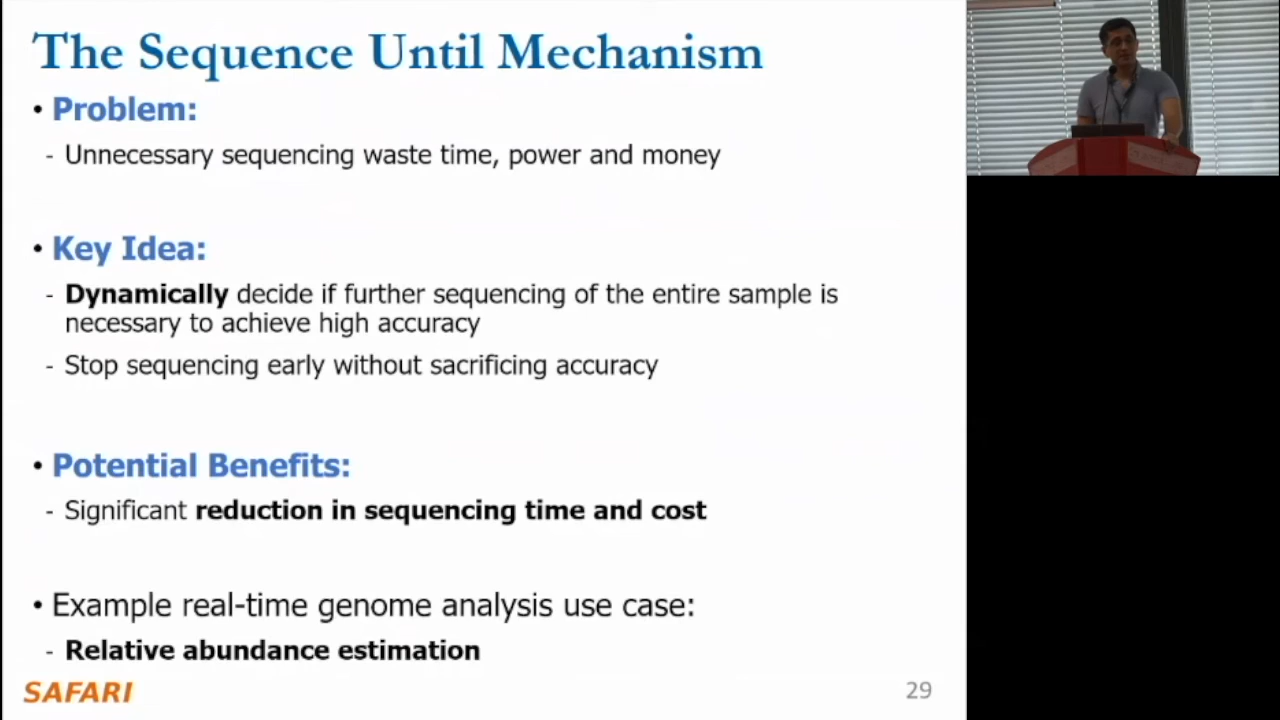 The Sequence Until Mechanism
• Problem:
- Unnecessary sequencing waste time, power and money
• Key Idea:
- Dynamically decide if further sequencing of the entire sample is
necessary to achieve high accuracy
- Stop sequencing early without sacrificing accuracy
• Potential Benefits:
- Significant reduction in sequencing time and cost
• Example real-time genome analysis use case:
- Relative abundance estimation
SAFARI
29